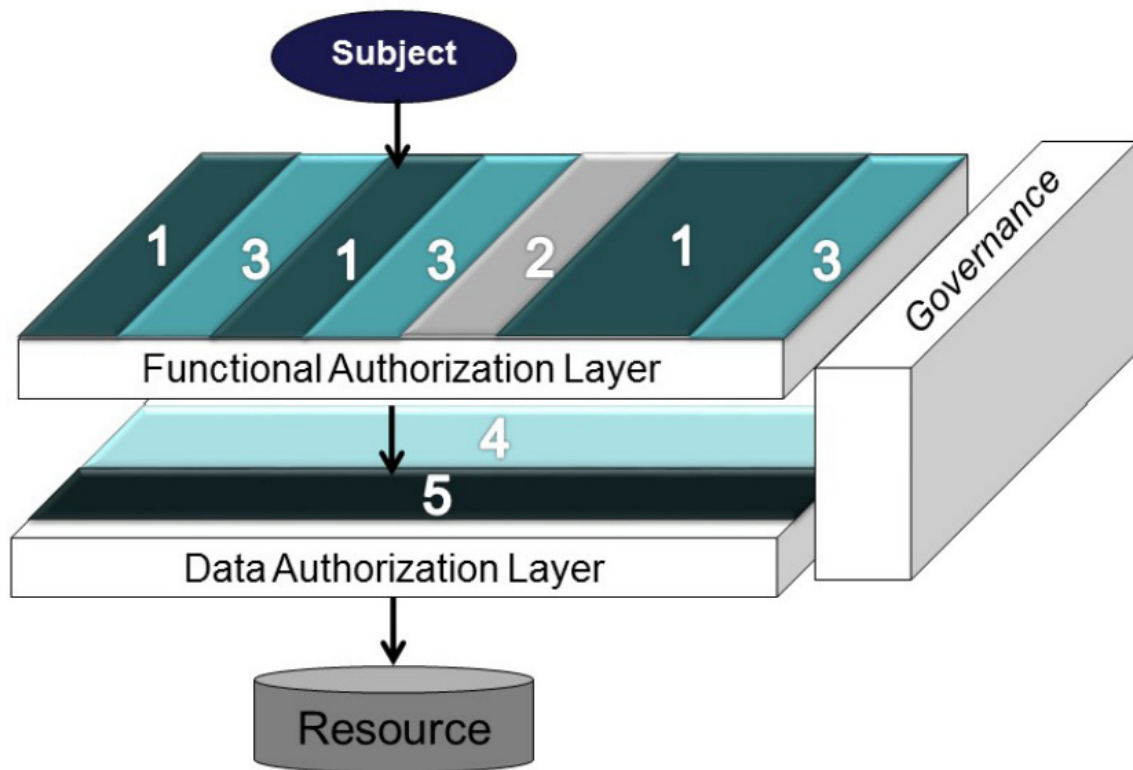 Subject
1 3 1 3 2 1 3
Governance
Functional Authorization Layer
4
5
Data Authorization Layer
Resource